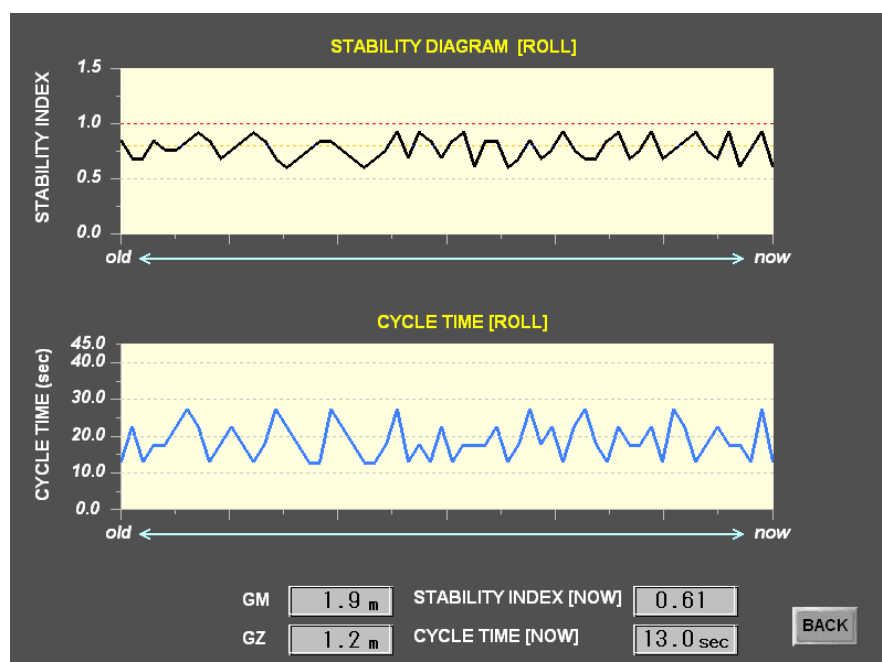 STABILITY DIAGRAM [ROLL]
STABILITY INDEX
1.5
1.0
0.5
0.0
old
now
CYCLE TIME [ROLL]
CYCLE TIME (sec)
45.0
40.0
30.0
20.0
10.0
0.0
old
now
GM 1.9 m STABILITY INDEX [NOW] 0.61
GZ 1.2 m CYCLE TIME [NOW] 13.0 sec
BACK